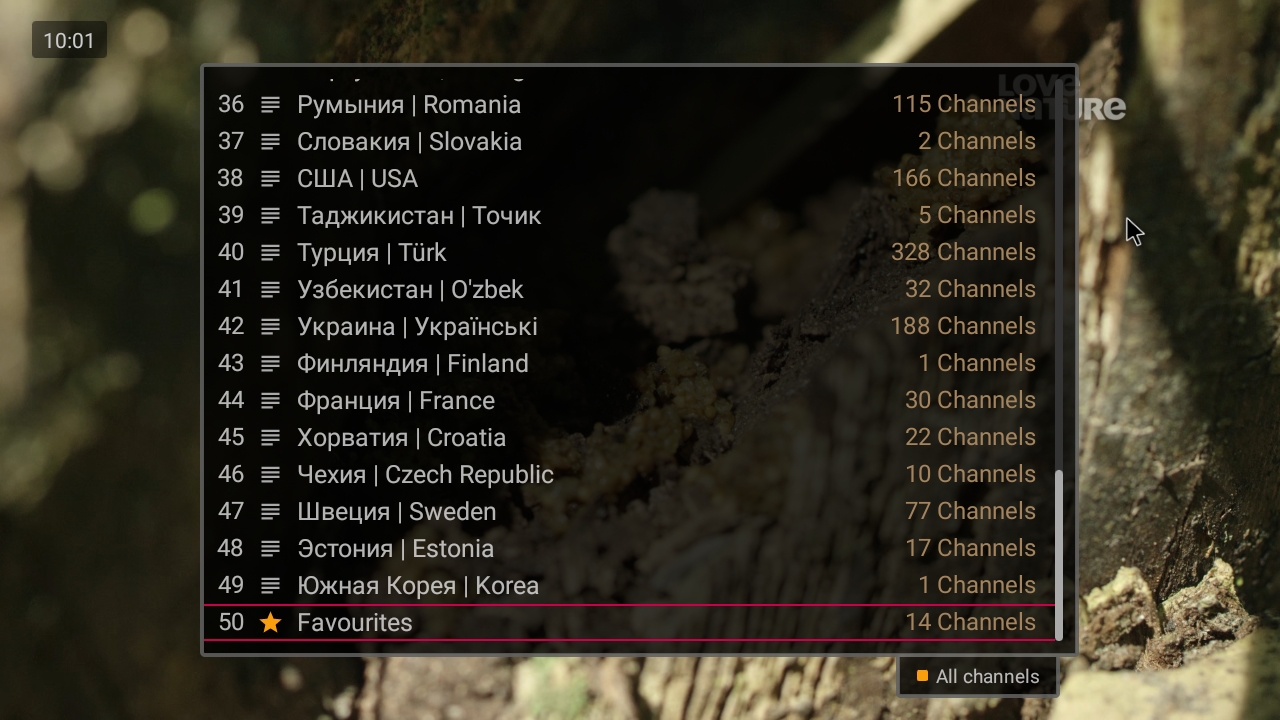 10:01
LOVE
NATURE
36 Румыния | Romania 115 Channels
37 Словакия | Slovakia 2 Channels
38 США | USA 166 Channels
39 Таджикистан | Точик 5 Channels
40 Турция | Türk 328 Channels
41 Узбекистан | O'zbek 32 Channels
42 Украина | Українські 188 Channels
43 Финляндия | Finland 1 Channels
44 Франция | France 30 Channels
45 Хорватия | Croatia 22 Channels
46 Чехия | Czech Republic 10 Channels
47 Швеция | Sweden 77 Channels
48 Эстония | Estonia 17 Channels
49 Южная Корея | Korea 1 Channels
50 Favourites 14 Channels
All channels